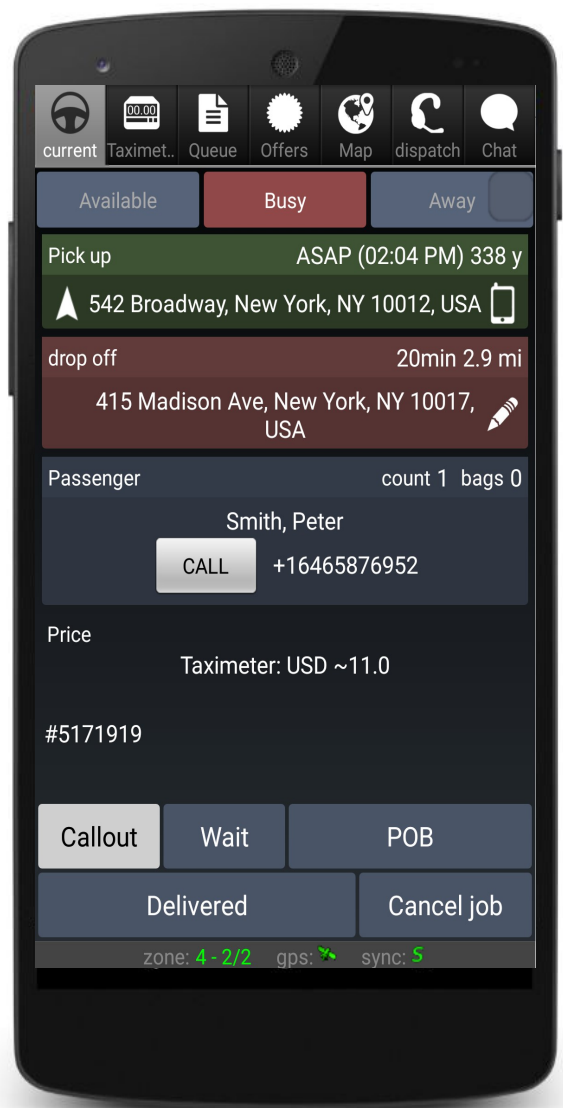 00.00
current Taximet.. Queue Offers Map dispatch Chat
Available Busy Away
Pick up ASAP (02:04 PM) 338 y
542 Broadway, New York, NY 10012, USA
drop off 20min 2.9 mi
415 Madison Ave, New York, NY 10017,
USA
Passenger count 1 bags 0
Smith, Peter
CALL +16465876952
Price
Taximeter: USD ~11.0
#5171919
Callout Wait POB
Delivered Cancel job
zone: 4 - 2/2 gps: sync: S